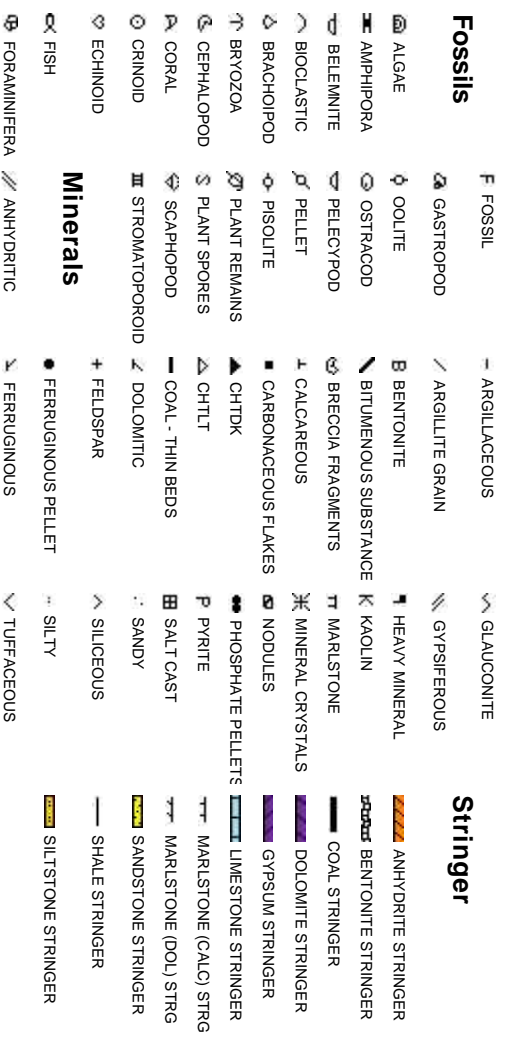 Fossils
ALGAE
AMPHIPORA
BELEMNITE
BIOCLASTIC
BRACHOIPOD
BRYOZOA
CEPHALOPOD
CORAL
CRINOID
ECHINOID
FISH
FORAMINIFERA
F FOSSIL
GASTROPOD
OOLITE
OSTRACOD
PELECYPOD
PELLET
PISOLITE
PLANT REMAINS
S PLANT SPORES
SCAPHOPOD
STROMATOPOROID
Minerals
ANHYDRITIC
ARGILLACEOUS
ARGILLITE GRAIN
B BENTONITE
BITUMENOUS SUBSTANCE
BRECCIA FRAGMENTS
CALCAREOUS
CARBONACEOUS FLAKES
CHTDK
CHTLT
COAL - THIN BEDS
DOLOMITIC
FELDSPAR
FERRUGINOUS PELLET
FERRUGINOUS
GLAUCONITE
GYPSIFEROUS
HEAVY MINERAL
K KAOLIN
MARLSTONE
MINERAL CRYSTALS
NODULES
PHOSPHATE PELLETS
P PYRITE
SALT CAST
SANDY
SILICEOUS
SILTY
TUFFACEOUS
Stringer
ANHYDRITE STRINGER
BENTONITE STRINGER
COAL STRINGER
DOLOMITE STRINGER
GYPSUM STRINGER
LIMESTONE STRINGER
MARLSTONE (CALC) STRG
MARLSTONE (DOL) STRG
SANDSTONE STRINGER
SHALE STRINGER
SILTSTONE STRINGER